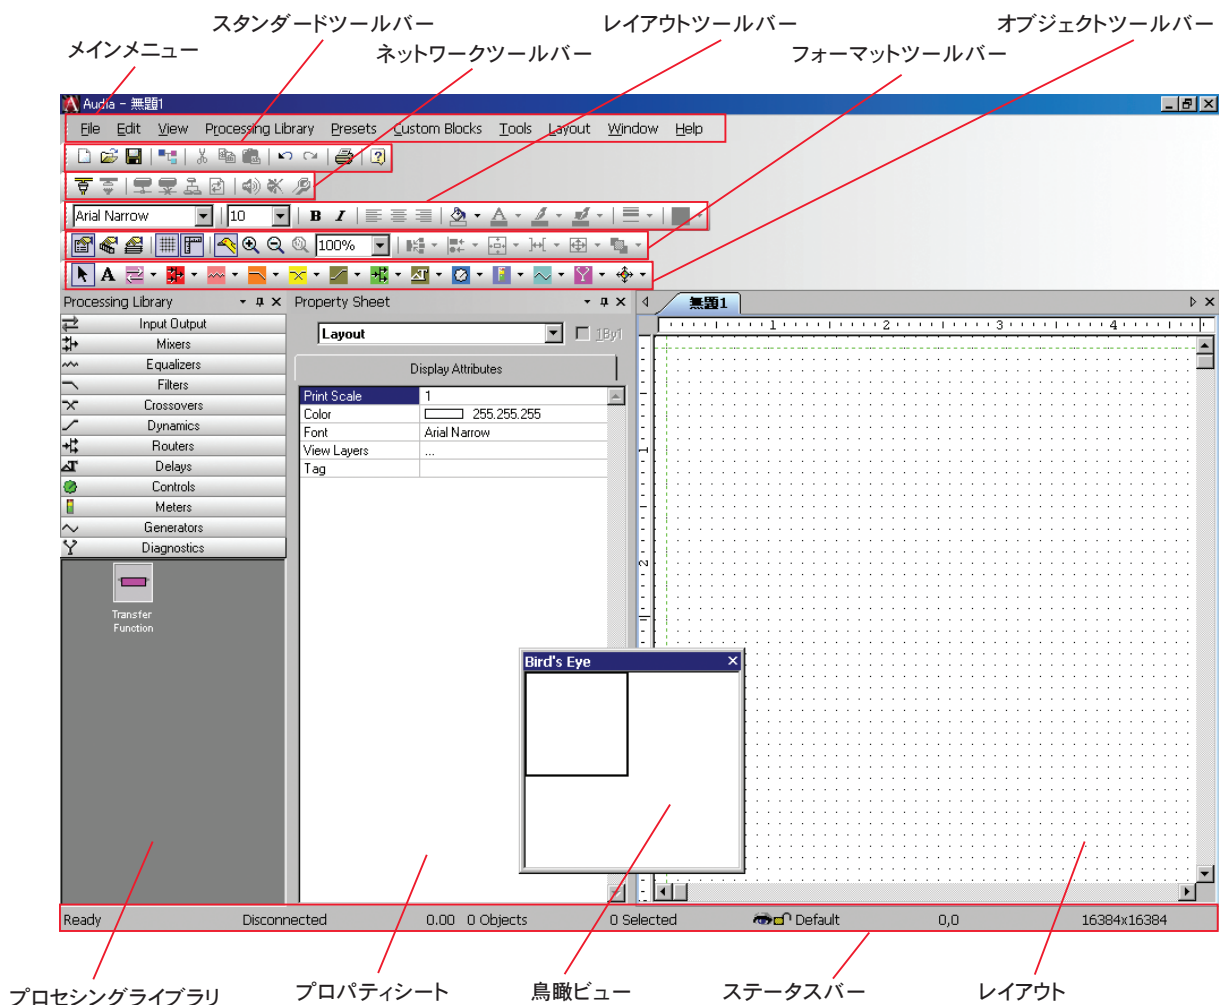 スタンダードツールバー
レイアウトツールバー
オブジェクトツールバー
メインメニュー
ネットワークツールバー
フォーマットツールバー
Audia - 無題1
File Edit View Processing Library Presets Custom Blocks Tools Layout Window Help
Arial Narrow 10 B I A
100%
A
Processing Library
Property Sheet
無題1
Input Output
Mixers
Equalizers
Filters
Crossovers
Dynamics
Routers
Delays
Controls
Meters
Generators
Diagnostics
Transfer
Function
Layout
1By1
Display Attributes
Print Scale 1
Color 255.255.255
Font Arial Narrow
View Layers ...
Tag
1 2 3 4
1
2
Bird's Eye
Ready Disconnected 0.00 0 Objects 0 Selected Default 0,0 16384x16384
プロセシングライブラリ
プロパティシート
鳥瞰ビュー
ステータスバー
レイアウト